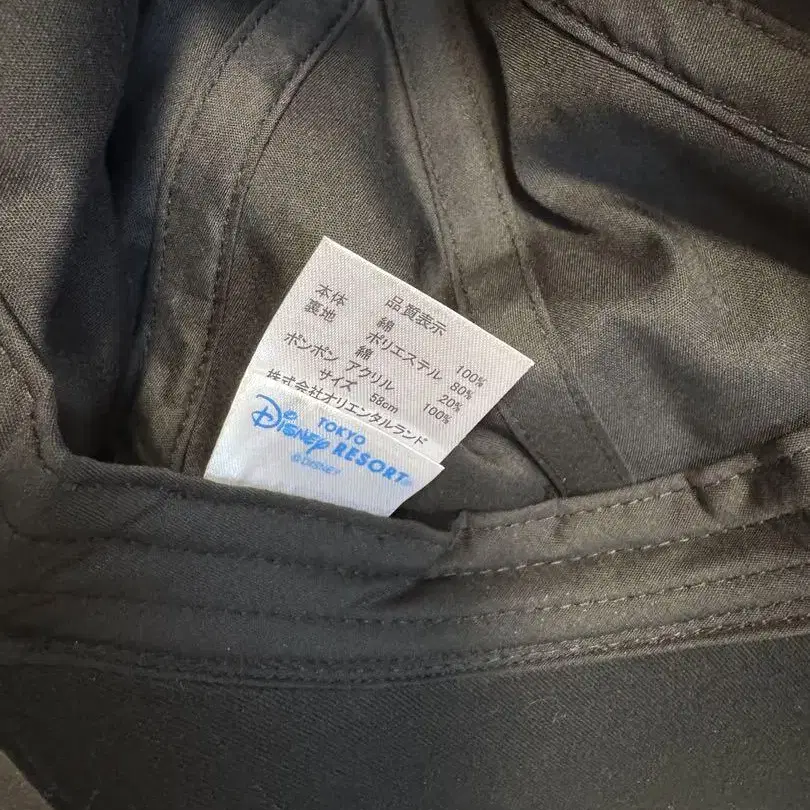 品質表示
本体 綿 100%
裏地 ポリエステル 80%
綿 20%
ポンポン アクリル 100%
サイズ 58cm
株式会社オリエンタルランド
TOKYO
DISNEY RESORT®
©DISNEY